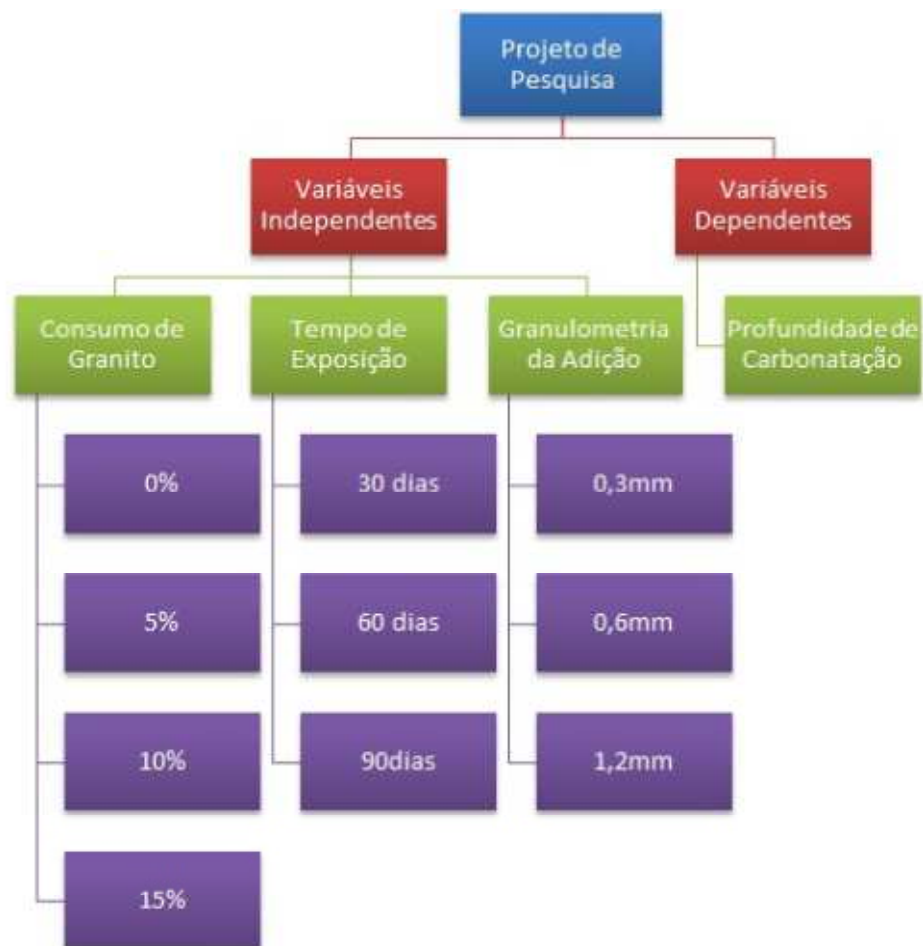 Projeto de
Pesquisa
Variáveis
Independentes
Variáveis
Dependentes
Consumo de
Granito
Tempo de
Exposição
Granulometria
da Adição
Profundidade de
Carbonatação
0%
30 dias
0,3mm
5%
60 dias
0,6mm
10%
90dias
1,2mm
15%